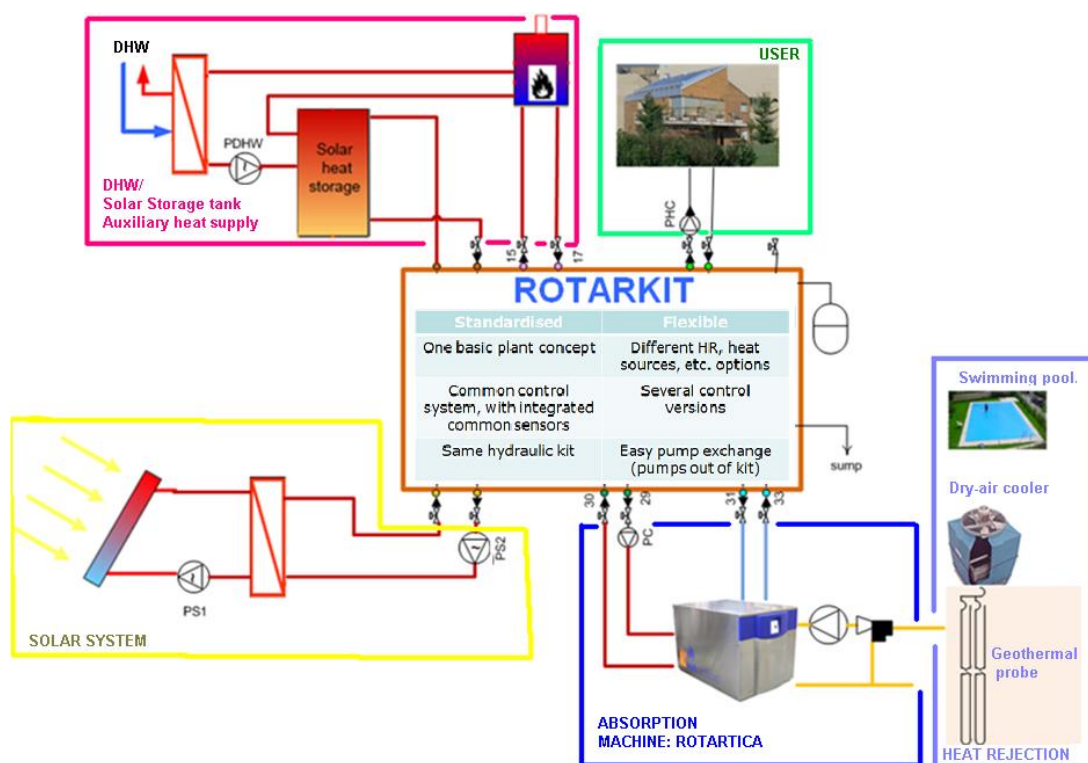 DHW
USER
PDHW
Solar
heat
storage
DHW/
Solar Storage tank
Auxiliary heat supply
PHC
15
17
ROTARKIT
Standardised
Flexible
One basic plant concept
Different HR, heat
sources, etc. options
Common control
system, with integrated
common sensors
Several control
versions
Same hydraulic kit
Easy pump exchange
(pumps out of kit)
sump
Swimming pool.
Dry-air cooler
Geothermal
probe
HEAT REJECTION
30
29
31
33
PC
PS2
PS1
SOLAR SYSTEM
ABSORPTION
MACHINE: ROTARTICA